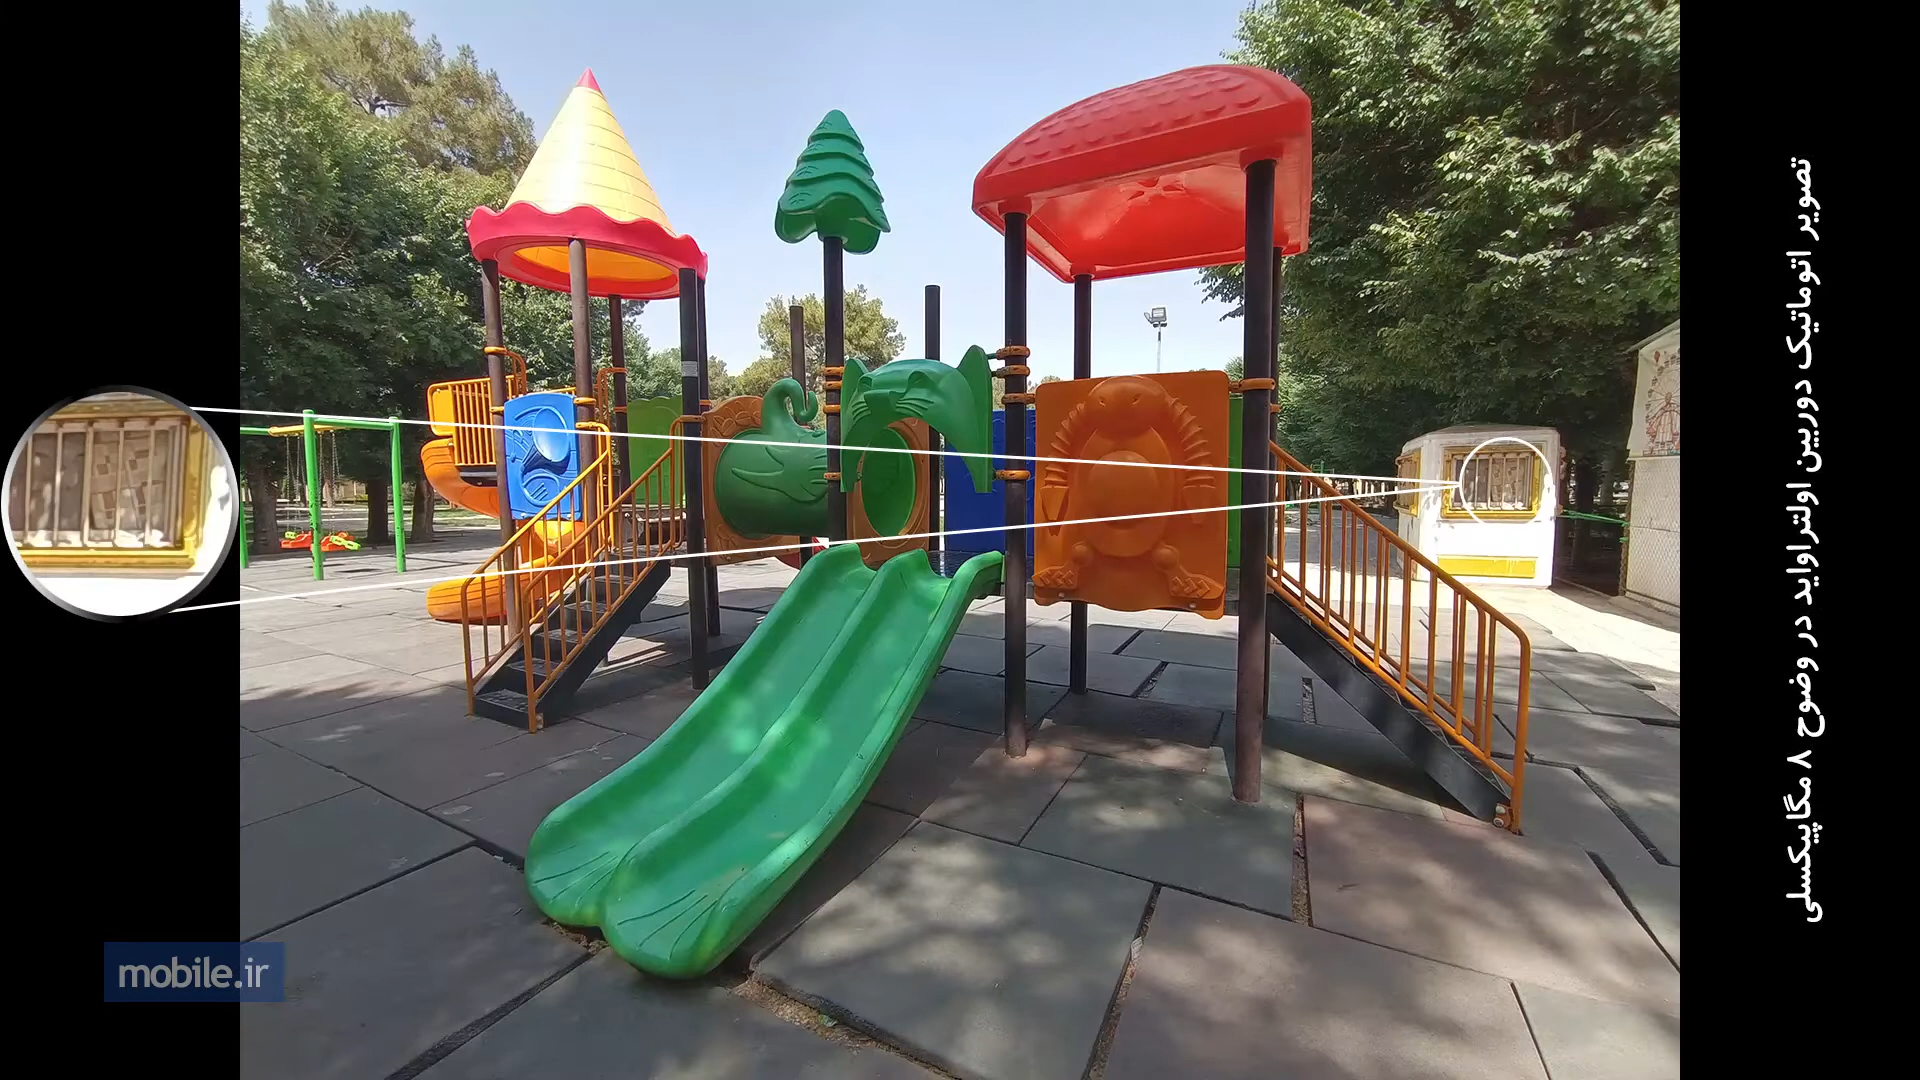 تصویر اتوماتیک دوربین اولتراواید در وضوح ۸ مگاپیکسلی
mobile.ir